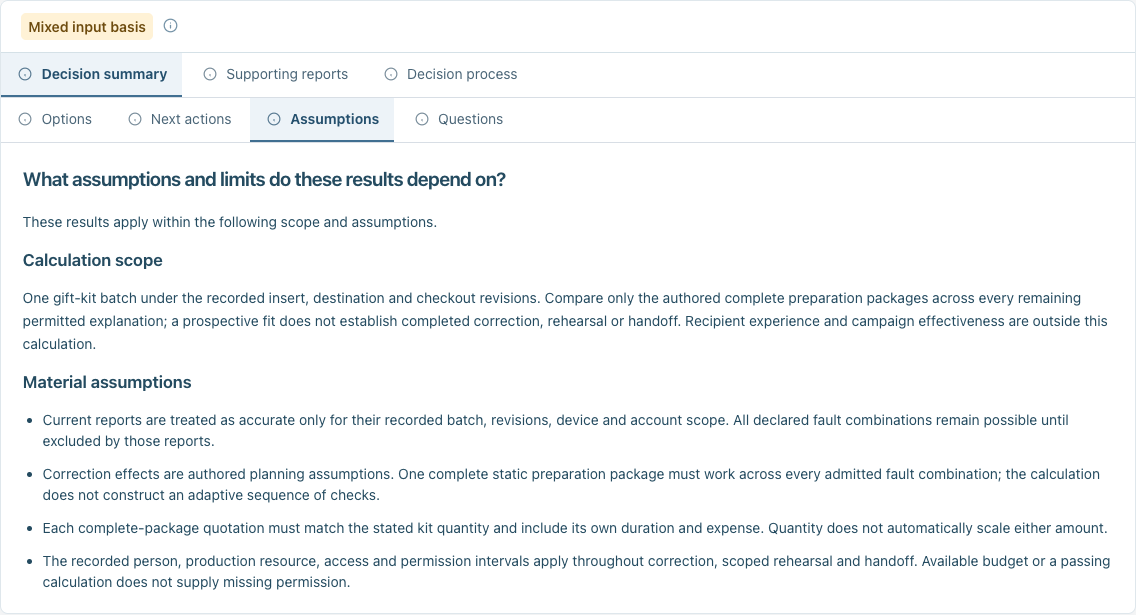 Mixed input basis
Decision summary
Supporting reports
Decision process
Options
Next actions
Assumptions
Questions
What assumptions and limits do these results depend on?
These results apply within the following scope and assumptions.
Calculation scope
One gift-kit batch under the recorded insert, destination and checkout revisions. Compare only the authored complete preparation packages across every remaining
permitted explanation; a prospective fit does not establish completed correction, rehearsal or handoff. Recipient experience and campaign effectiveness are outside this
calculation.
Material assumptions
• Current reports are treated as accurate only for their recorded batch, revisions, device and account scope. All declared fault combinations remain possible until
excluded by those reports.
• Correction effects are authored planning assumptions. One complete static preparation package must work across every admitted fault combination; the calculation
does not construct an adaptive sequence of checks.
• Each complete-package quotation must match the stated kit quantity and include its own duration and expense. Quantity does not automatically scale either amount.
• The recorded person, production resource, access and permission intervals apply throughout correction, scoped rehearsal and handoff. Available budget or a passing
calculation does not supply missing permission.